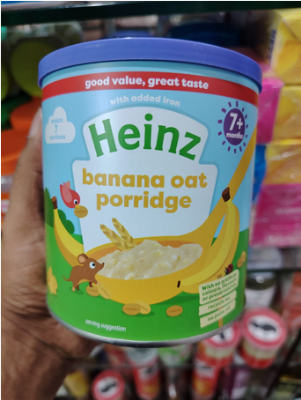 good value, great taste
with added iron
7+
months
Heinz
banana oat
porridge
serving suggestion